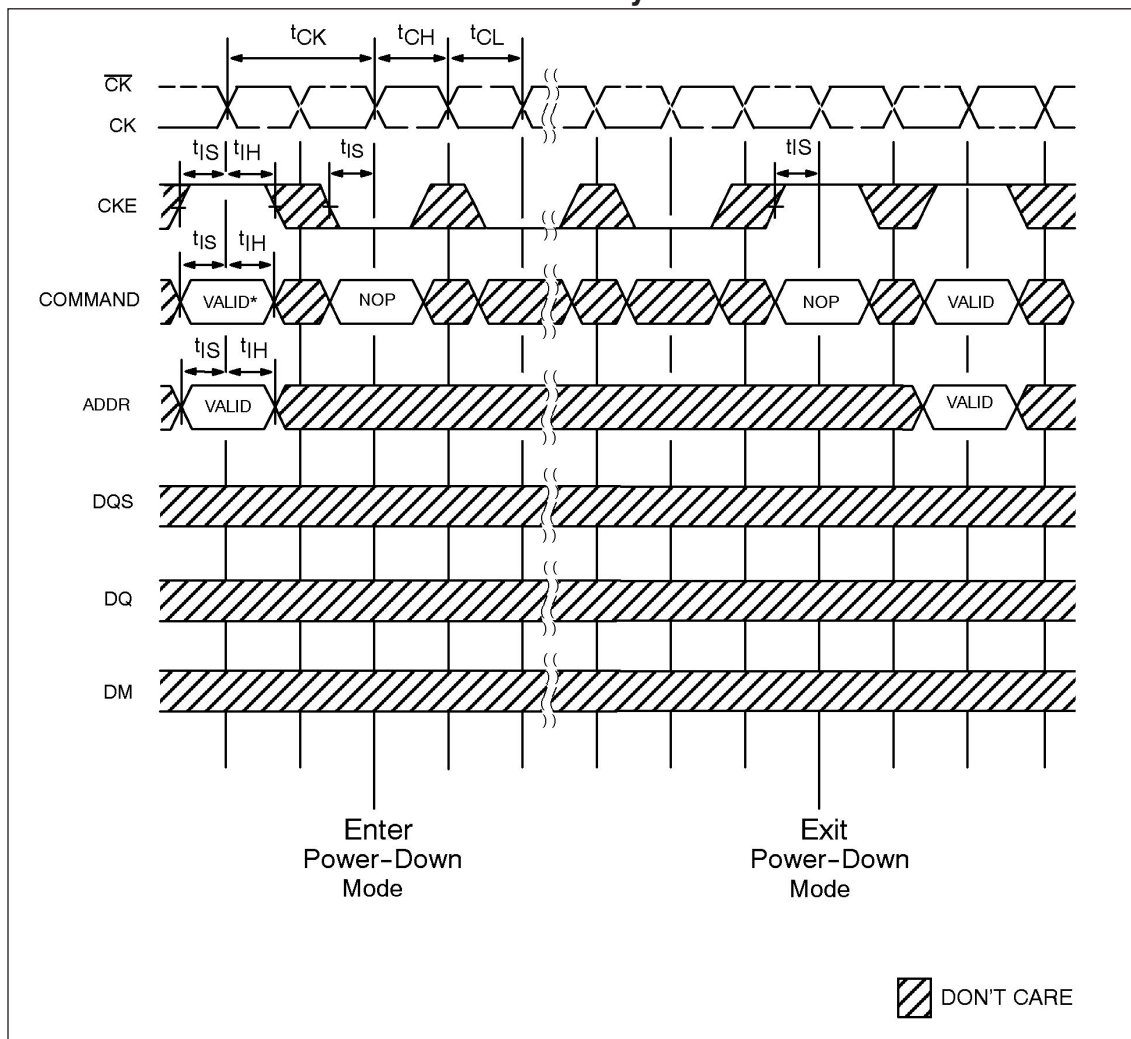 tCK tCH tCL
CK
CK
tIS tIH tIS tIS
CKE
tIS tIH
COMMAND VALID* NOP NOP VALID
tIS tIH
ADDR VALID VALID
DQS
DQ
DM
Enter
Power-Down
Mode
Exit
Power-Down
Mode
DON'T CARE